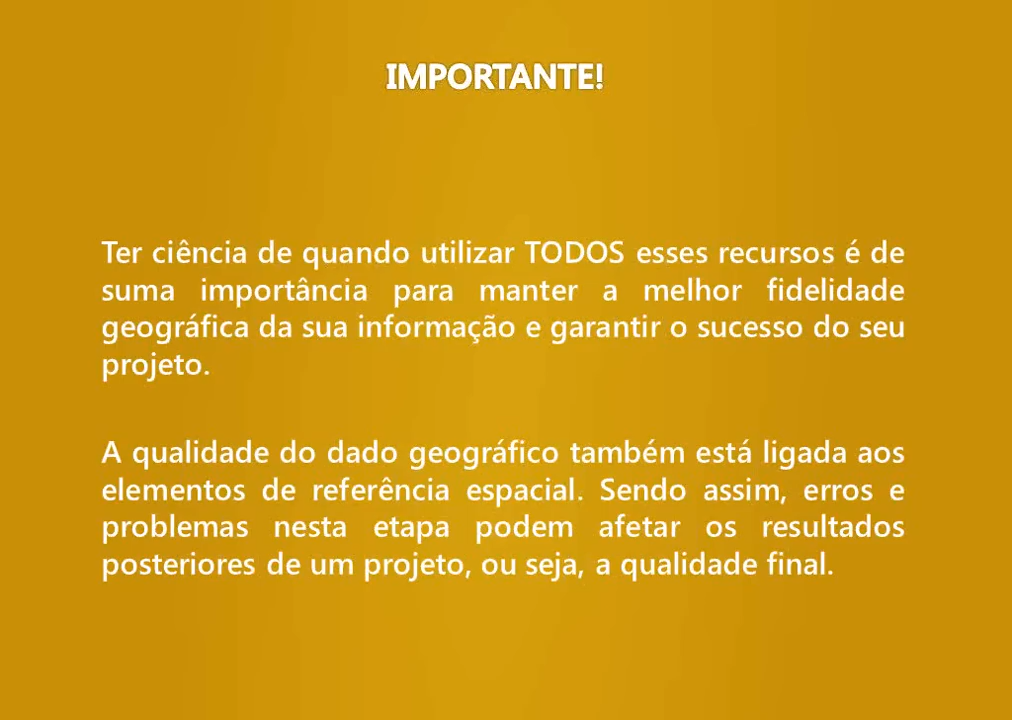 IMPORTANTE!
Ter ciência de quando utilizar TODOS esses recursos é de
suma importância para manter a melhor fidelidade
geográfica da sua informação e garantir o sucesso do seu
projeto.
A qualidade do dado geográfico também está ligada aos
elementos de referência espacial. Sendo assim, erros e
problemas nesta etapa podem afetar os resultados
posteriores de um projeto, ou seja, a qualidade final.